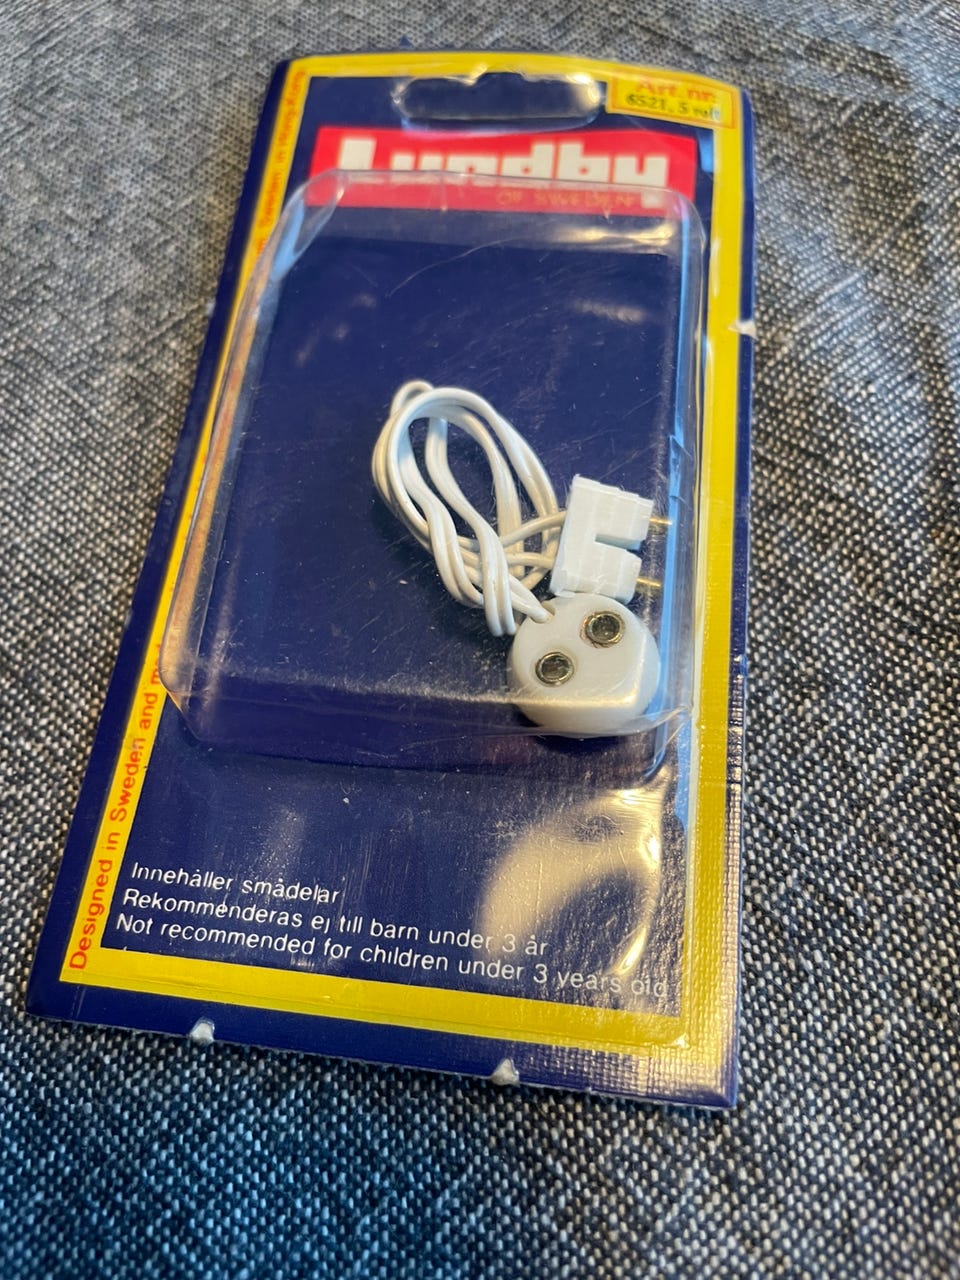 Art. nr.
6521, 5 volt
Lundby
OF SWEDEN
Designed in Sweden and
Innehåller smådelar
Rekommenderas ej till barn under 3 år
Not recommended for children under 3 years old